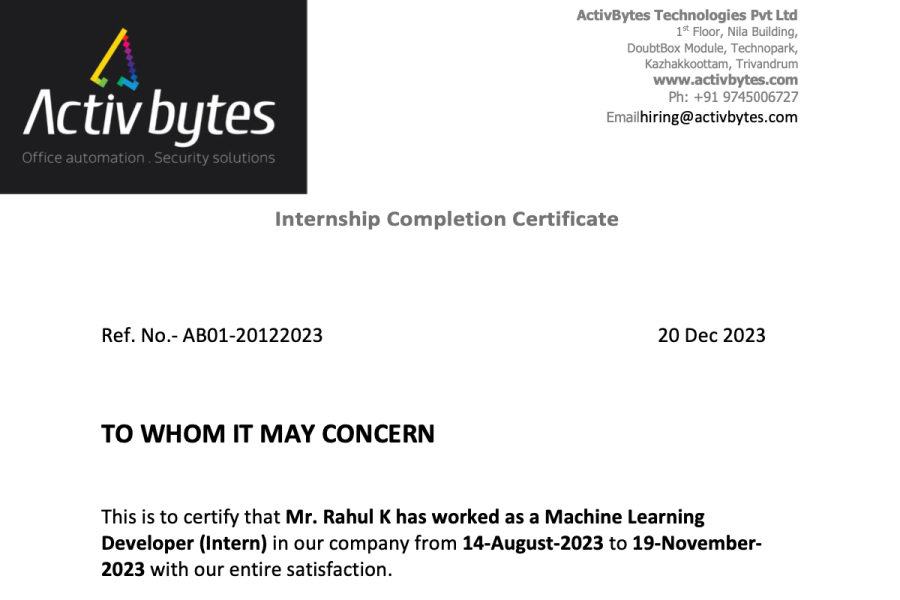 Activ bytes
Office automation . Security solutions
ActivBytes Technologies Pvt Ltd
1st Floor, Nila Building,
DoubtBox Module, Technopark,
Kazhakkoottam, Trivandrum
www.activbytes.com
Ph: +91 9745006727
Emailhiring@activbytes.com
Internship Completion Certificate
Ref. No.- AB01-20122023 20 Dec 2023
TO WHOM IT MAY CONCERN
This is to certify that Mr. Rahul K has worked as a Machine Learning
Developer (Intern) in our company from 14-August-2023 to 19-November-
2023 with our entire satisfaction.